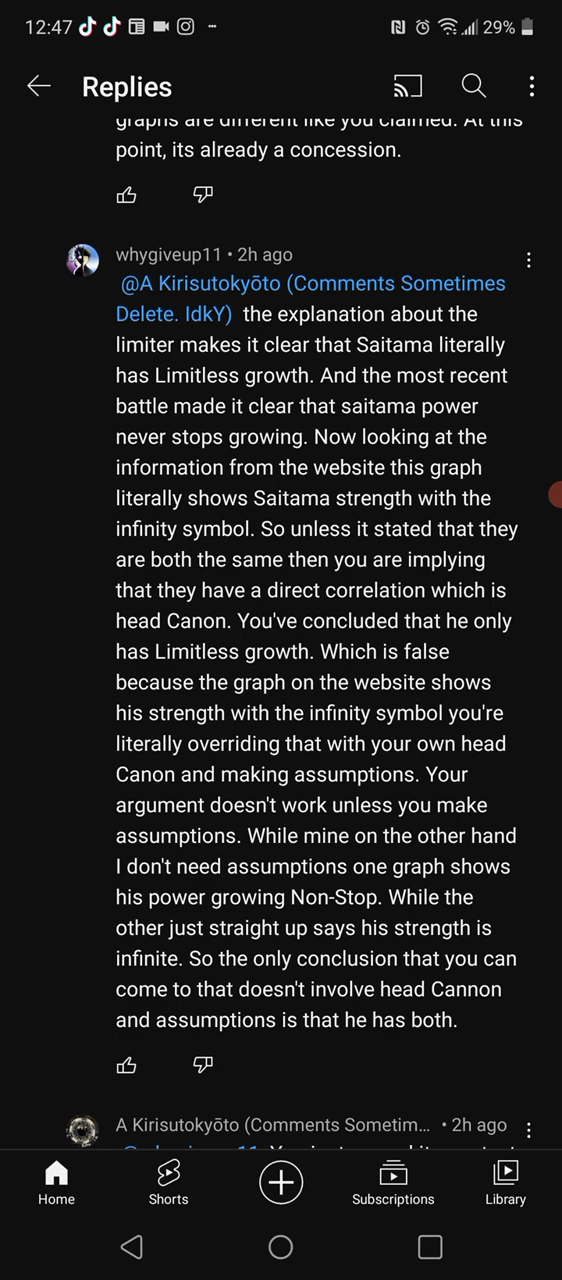 12:47
29%
Replies
graphs are different like you claimed. At this
point, its already a concession.
whygiveup11 • 2h ago
@A Kirisutokyōto (Comments Sometimes
Delete. IdkY) the explanation about the
limiter makes it clear that Saitama literally
has Limitless growth. And the most recent
battle made it clear that saitama power
never stops growing. Now looking at the
information from the website this graph
literally shows Saitama strength with the
infinity symbol. So unless it stated that they
are both the same then you are implying
that they have a direct correlation which is
head Canon. You've concluded that he only
has Limitless growth. Which is false
because the graph on the website shows
his strength with the infinity symbol you're
literally overriding that with your own head
Canon and making assumptions. Your
argument doesn't work unless you make
assumptions. While mine on the other hand
I don't need assumptions one graph shows
his power growing Non-Stop. While the
other just straight up says his strength is
infinite. So the only conclusion that you can
come to that doesn't involve head Cannon
and assumptions is that he has both.
A Kirisutokyōto (Comments Sometim... • 2h ago
Home
Shorts
Subscriptions
Library